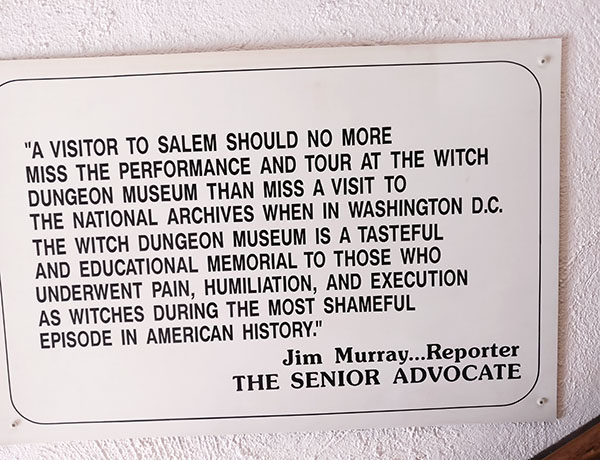 "A VISITOR TO SALEM SHOULD NO MORE
MISS THE PERFORMANCE AND TOUR AT THE WITCH
DUNGEON MUSEUM THAN MISS A VISIT TO
THE NATIONAL ARCHIVES WHEN IN WASHINGTON D.C.
THE WITCH DUNGEON MUSEUM IS A TASTEFUL
AND EDUCATIONAL MEMORIAL TO THOSE WHO
UNDERWENT PAIN, HUMILIATION, AND EXECUTION
AS WITCHES DURING THE MOST SHAMEFUL
EPISODE IN AMERICAN HISTORY."
Jim Murray...Reporter
THE SENIOR ADVOCATE